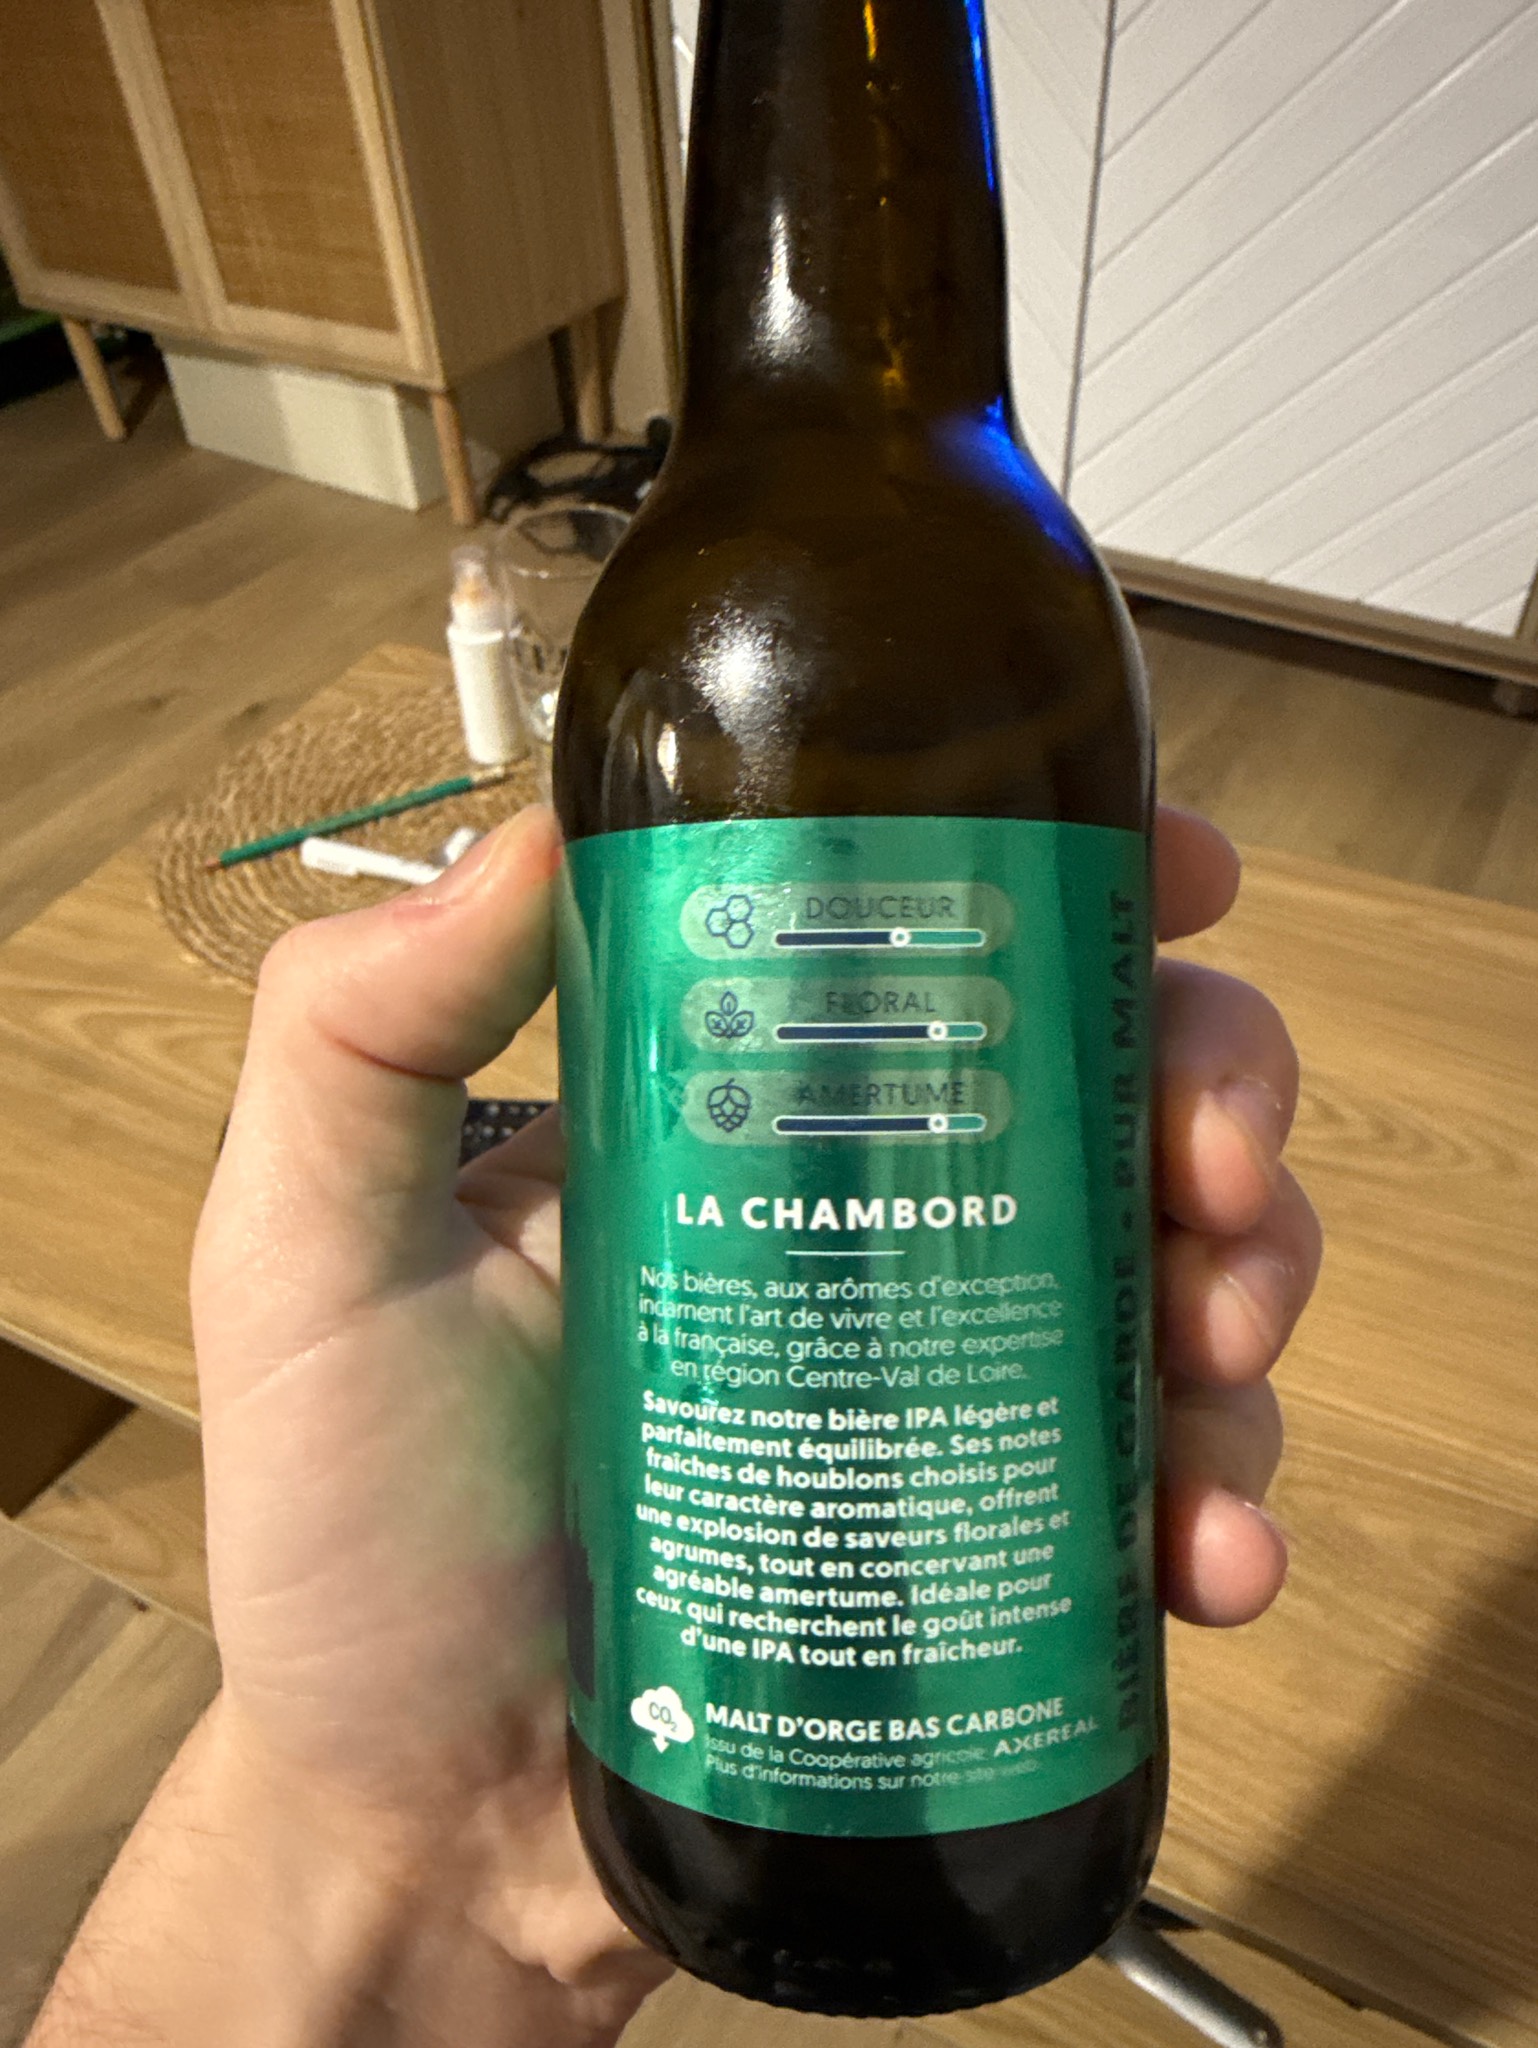 DOUCEUR
FLORAL
AMERTUME
LA CHAMBORD
Nos bières, aux arômes d'exception,
incarnent l'art de vivre et l'excellence
à la française, grâce à notre expertise
en région Centre-Val de Loire.
Savourez notre bière IPA légère et
parfaitement équilibrée. Ses notes
fraîches de houblons choisis pour
leur caractère aromatique, offrent
une explosion de saveurs florales et
agrumes, tout en concervant une
agréable amertume. Idéale pour
ceux qui recherchent le goût intense
d'une IPA tout en fraîcheur.
CO2
MALT D'ORGE BAS CARBONE
Issu de la Coopérative agricole AXEREAL
Plus d'informations sur notre site web.
BIÈRE DE GARDE - PUR MALT